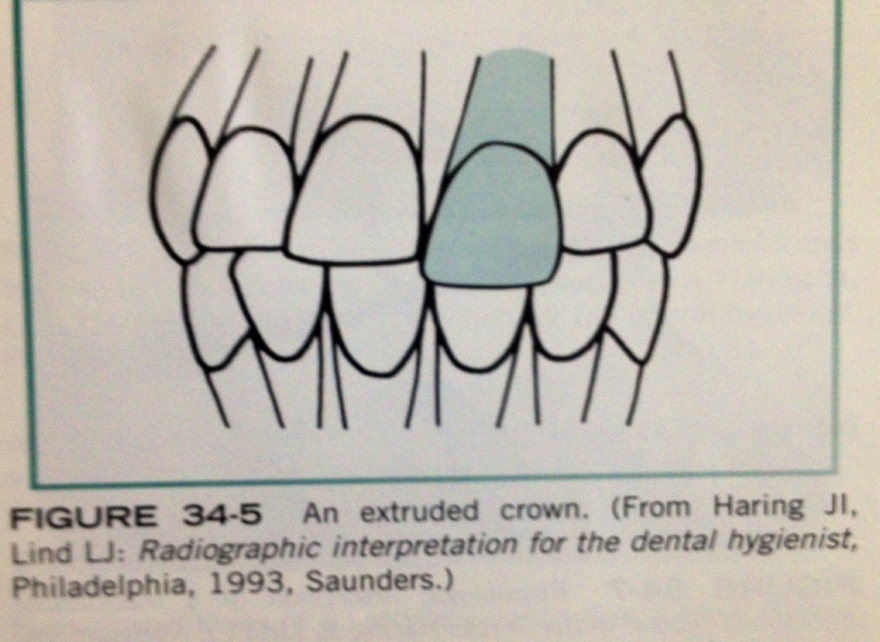 FIGURE 34-5 An extruded crown. (From Haring JI,
Lind LJ: Radiographic interpretation for the dental hygienist,
Philadelphia, 1993, Saunders.)